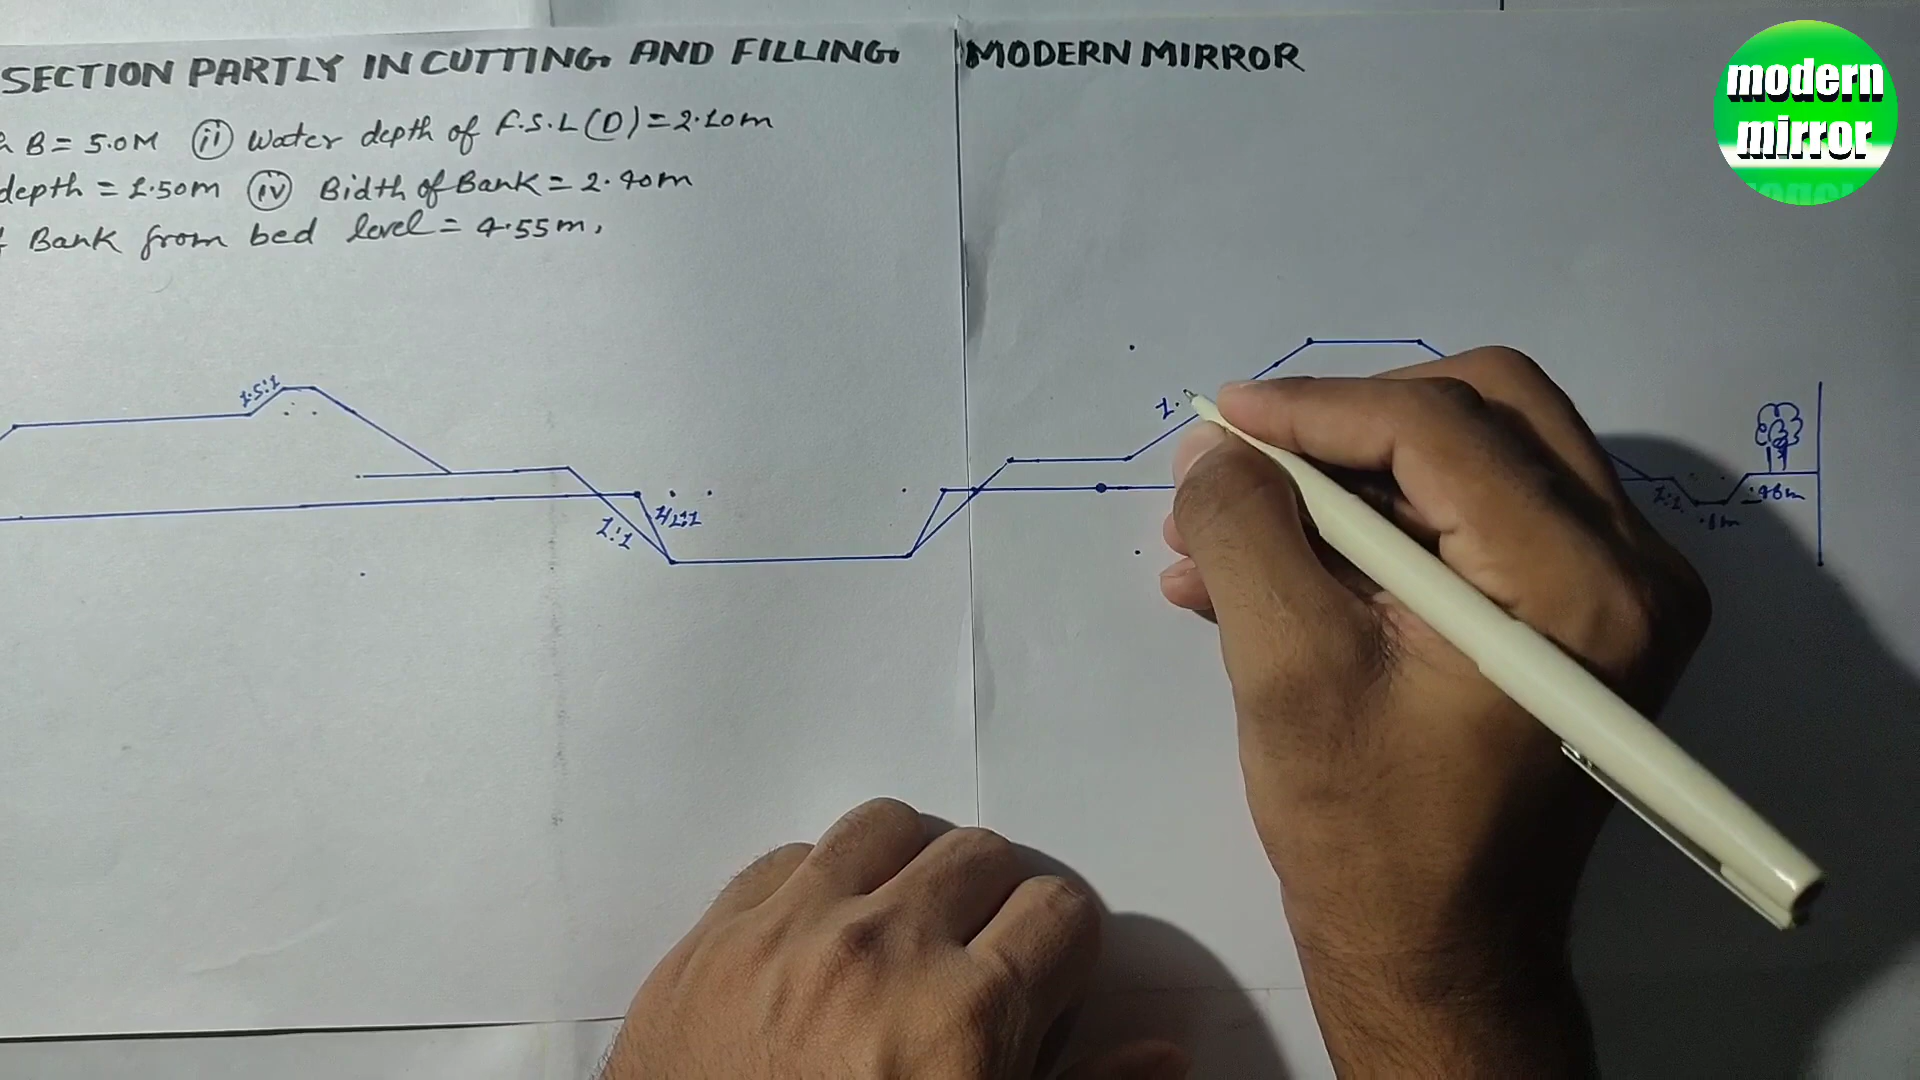 SECTION PARTLY IN CUTTING. AND FILLING. MODERN MIRROR
B = 5.0M (ii) Water depth of F.S.L (D) = 2.10m
depth = 1.50m (iv) Bidth of Bank = 2.40m
Bank from bed level = 4.55m,
modern
mirror
1.5:1
1:1
1/2:1
1.
1:1.